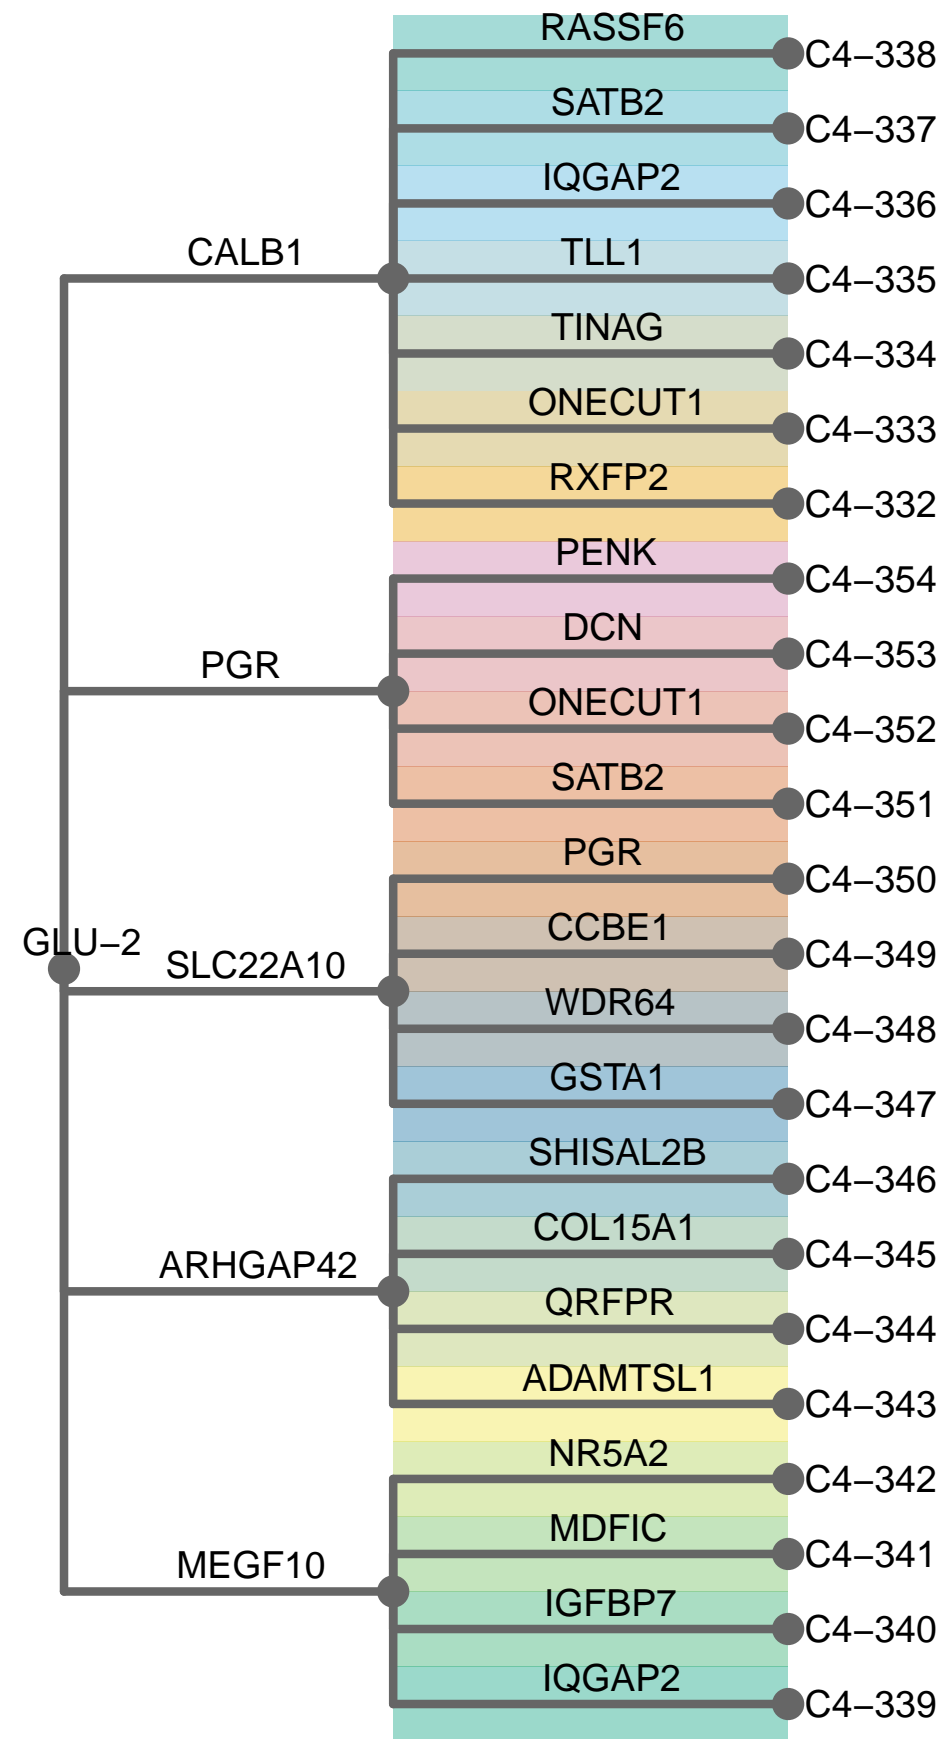 RASSF6
C4−338
SATB2
C4−337
IQGAP2
C4−336
CALB1
TLL1
C4−335
TINAG
C4−334
ONECUT1
C4−333
RXFP2
C4−332
PENK
C4−354
DCN
C4−353
PGR
ONECUT1
C4−352
SATB2
C4−351
PGR
C4−350
GLU−2
CCBE1
C4−349
SLC22A10
WDR64
C4−348
GSTA1
C4−347
SHISAL2B
C4−346
COL15A1
C4−345
ARHGAP42
QRFPR
C4−344
ADAMTSL1
C4−343
NR5A2
C4−342
MDFIC
C4−341
MEGF10
IGFBP7
C4−340
IQGAP2
C4−339